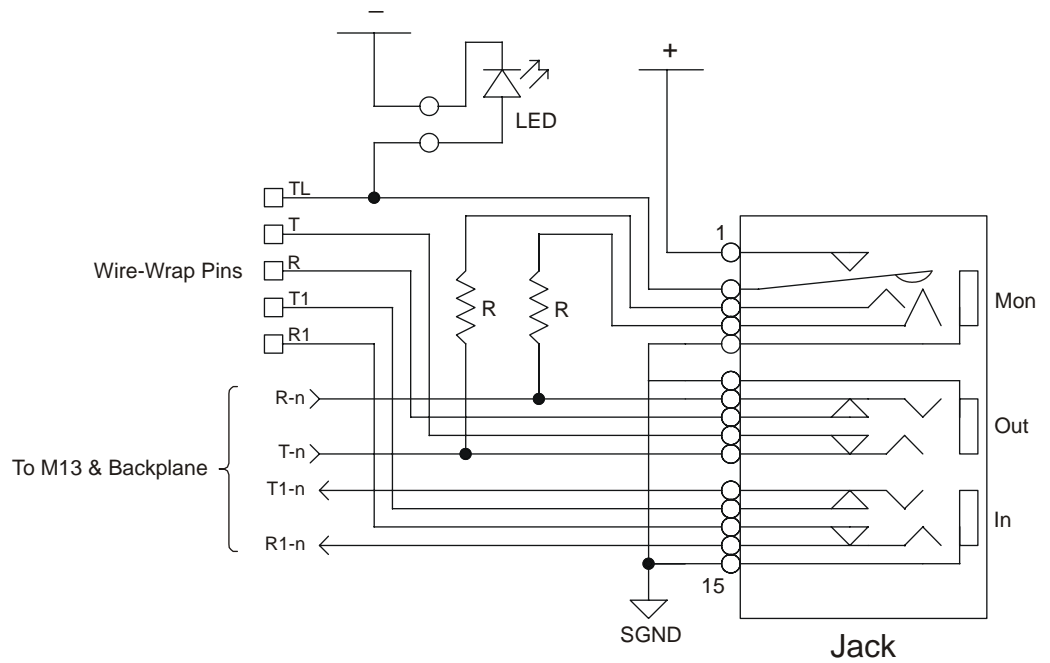 −
+
LED
TL
T
R
T1
R1
Wire-Wrap Pins
R
R
1
Mon
R-n
T-n
T1-n
R1-n
To M13 & Backplane
Out
In
15
SGND
Jack